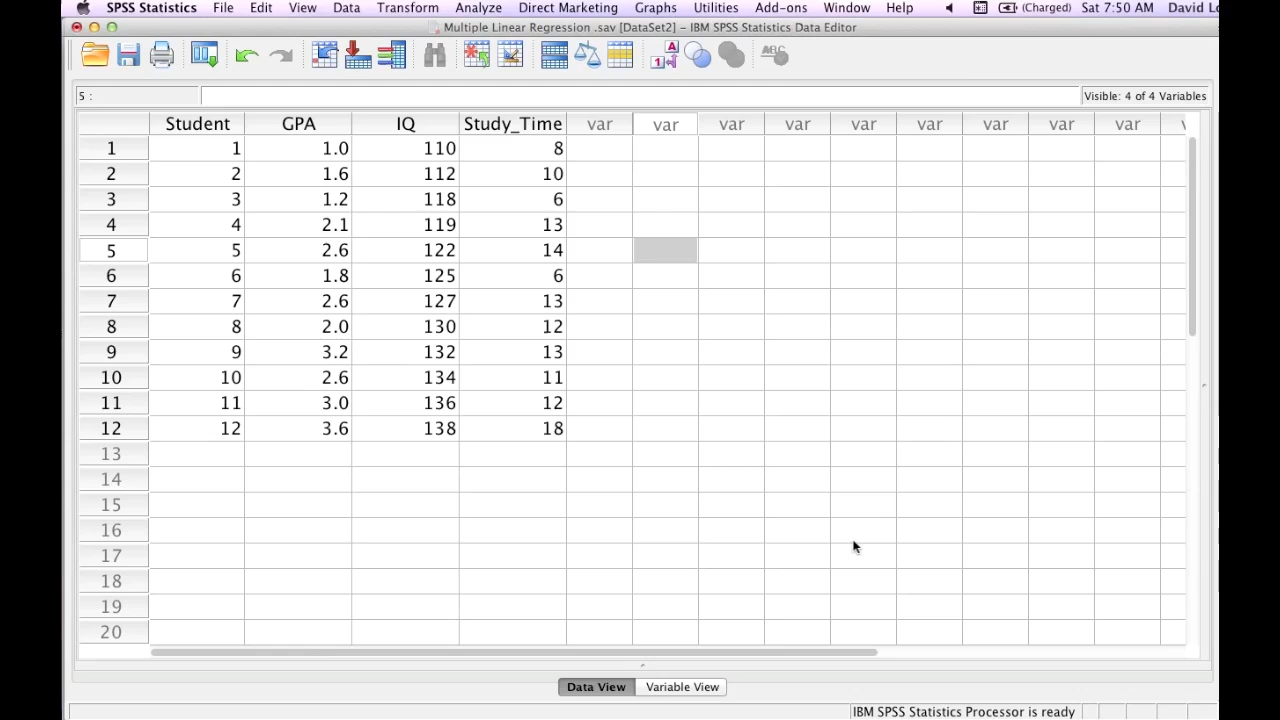 SPSS Statistics File Edit View Data Transform Analyze Direct Marketing Graphs Utilities Add-ons Window Help (Charged) Sat 7:50 AM David Lo
Multiple Linear Regression .sav [DataSet2] – IBM SPSS Statistics Data Editor
1 4 A ABC
5 : Visible: 4 of 4 Variables
Student GPA IQ Study_Time var var var var var var var var var
1 1 1.0 110 8
2 2 1.6 112 10
3 3 1.2 118 6
4 4 2.1 119 13
5 5 2.6 122 14
6 6 1.8 125 6
7 7 2.6 127 13
8 8 2.0 130 12
9 9 3.2 132 13
10 10 2.6 134 11
11 11 3.0 136 12
12 12 3.6 138 18
13
14
15
16
17
18
19
20
Data View Variable View
IBM SPSS Statistics Processor is ready